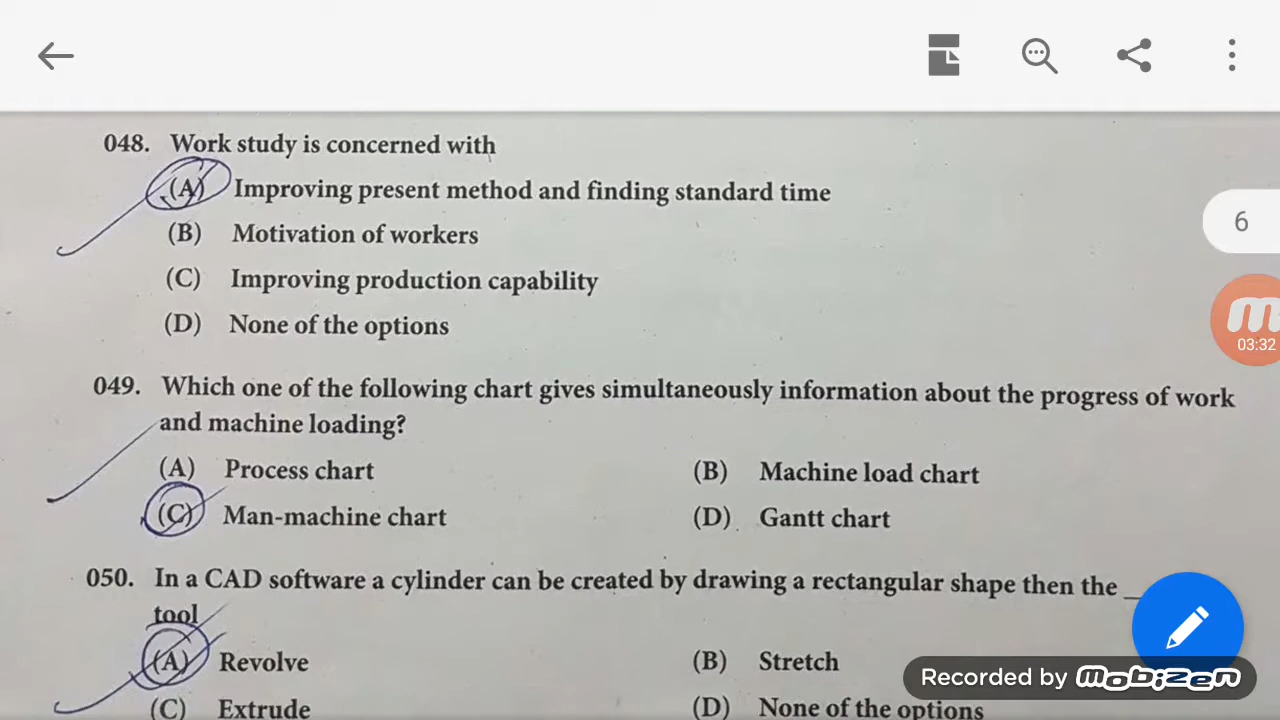 048. Work study is concerned with
(A) Improving present method and finding standard time
(B) Motivation of workers
(C) Improving production capability
(D) None of the options
6
03:32
049. Which one of the following chart gives simultaneously information about the progress of work
and machine loading?
(A) Process chart
(B) Machine load chart
(C) Man-machine chart
(D) Gantt chart
050. In a CAD software a cylinder can be created by drawing a rectangular shape then the __
tool
(A) Revolve
(B) Stretch
(C) Extrude
(D) None of the options
Recorded by Mobizen